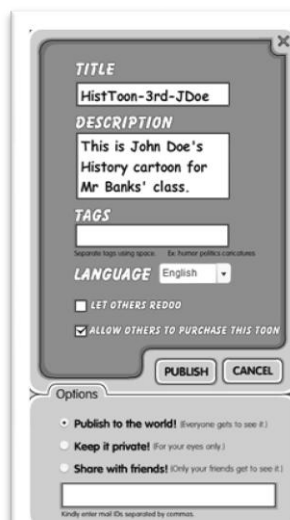 TITLE
HistToon-3rd-JDoe
DESCRIPTION
This is John Doe's
History cartoon for
Mr Banks' class.
TAGS
Separate tags using space. Ex: humor politics caricatures
LANGUAGE English
LET OTHERS REDOO
ALLOW OTHERS TO PURCHASE THIS TOON
PUBLISH CANCEL
Options
Publish to the world! (Everyone gets to see it.)
Keep it private! (For your eyes only.)
Share with friends! (Only your friends get to see it.)
Kindly enter mail IDs separated by commas.